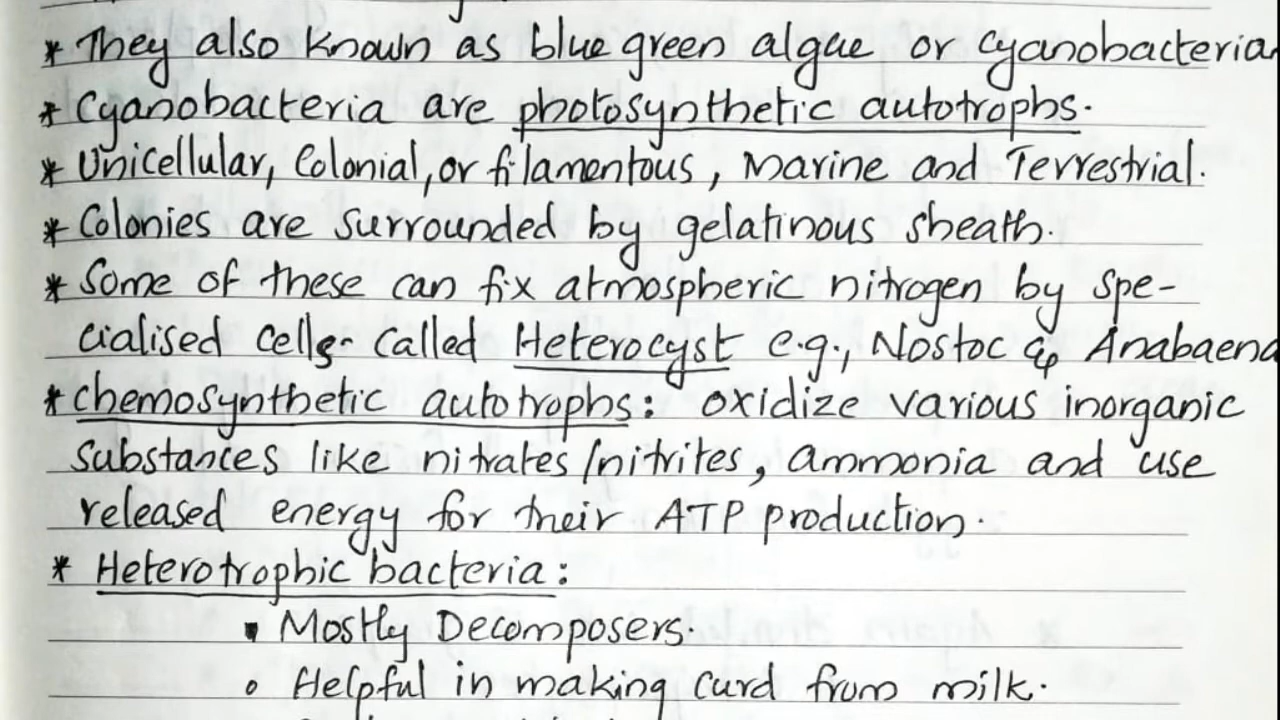 * They also known as blue green algae or cyanobacteria
* Cyanobacteria are photosynthetic autotrophs.
* Unicellular, Colonial, or filamentous, Marine and Terrestrial.
* Colonies are surrounded by gelatinous sheath.
* Some of these can fix atmospheric nitrogen by spe-
cialised cells called Heterocyst e.g., Nostoc & Anabaena
* chemosynthetic autotrophs: oxidize various inorganic
substances like nitrates/nitrites, ammonia and use
released energy for their ATP production.
* Heterotrophic bacteria:
▪ Mostly Decomposers.
∘ Helpful in making curd from milk.